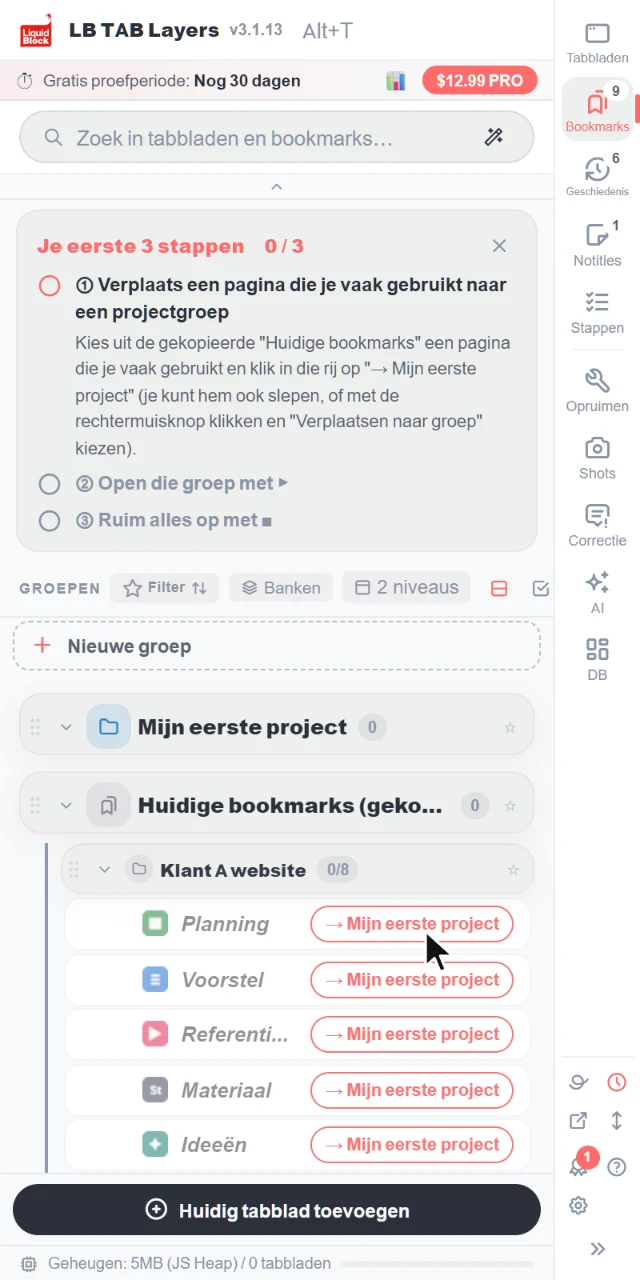 Liquid Block LB TAB Layers v3.1.13 Alt+T
Gratis proefperiode: Nog 30 dagen $12.99 PRO
Zoek in tabbladen en bookmarks…
Je eerste 3 stappen 0 / 3
① Verplaats een pagina die je vaak gebruikt naar
een projectgroep
Kies uit de gekopieerde "Huidige bookmarks" een pagina
die je vaak gebruikt en klik in die rij op "→ Mijn eerste
project" (je kunt hem ook slepen, of met de
rechtermuisknop klikken en "Verplaatsen naar groep"
kiezen).
② Open die groep met ▶
③ Ruim alles op met ■
GROEPEN Filter Banken 2 niveaus
+ Nieuwe groep
Mijn eerste project 0
Huidige bookmarks (geko... 0
Klant A website 0/8
Planning → Mijn eerste project
Voorstel → Mijn eerste project
Referenti... → Mijn eerste project
St Materiaal → Mijn eerste project
Ideeën → Mijn eerste project
Huidig tabblad toevoegen
Geheugen: 5MB (JS Heap) / 0 tabbladen
Tabbladen
9
Bookmarks
6
Geschiedenis
1
Notities
Stappen
Opruimen
Shots
Correctie
AI
DB
1